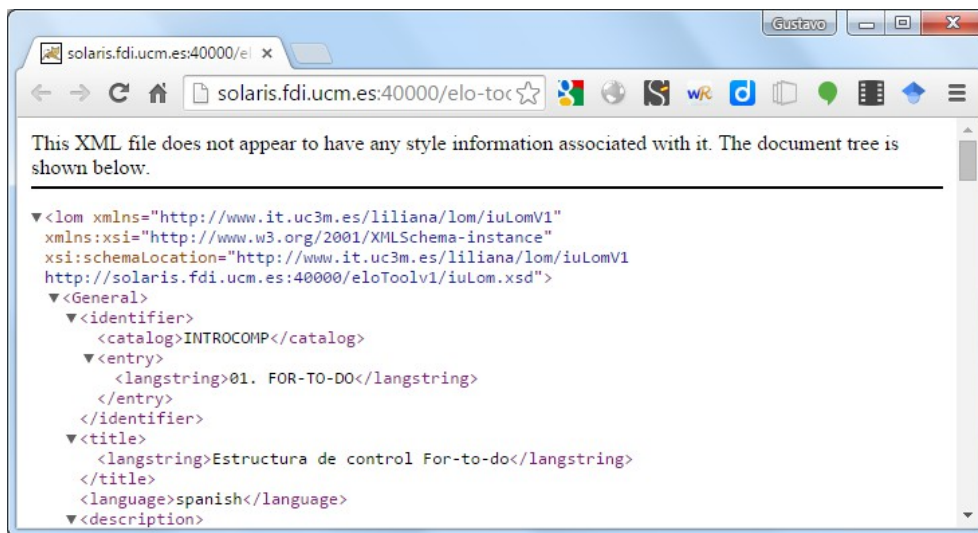 Gustavo
solaris.fdi.ucm.es:40000/el
solaris.fdi.ucm.es:40000/elo-too
wR
d
This XML file does not appear to have any style information associated with it. The document tree is
shown below.
▼<lom xmlns="http://www.it.uc3m.es/liliana/lom/iuLomV1"
xmlns:xsi="http://www.w3.org/2001/XMLSchema-instance"
xsi:schemaLocation="http://www.it.uc3m.es/liliana/lom/iuLomV1
http://solaris.fdi.ucm.es:40000/eloToolv1/iuLom.xsd">
▼<General>
▼<identifier>
<catalog>INTROCOMP</catalog>
▼<entry>
<langstring>01. FOR-TO-DO</langstring>
</entry>
</identifier>
▼<title>
<langstring>Estructura de control For-to-do</langstring>
</title>
<language>spanish</language>
▼<description>